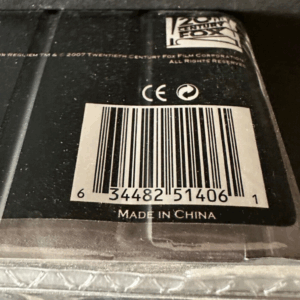 20TH
CENTURY
FOX
REQUIEM TM & © 2007 TWENTIETH CENTURY FOX FILM CORPORATION
ALL RIGHTS RESERVED
CE
6 34482 51406 1
MADE IN CHINA